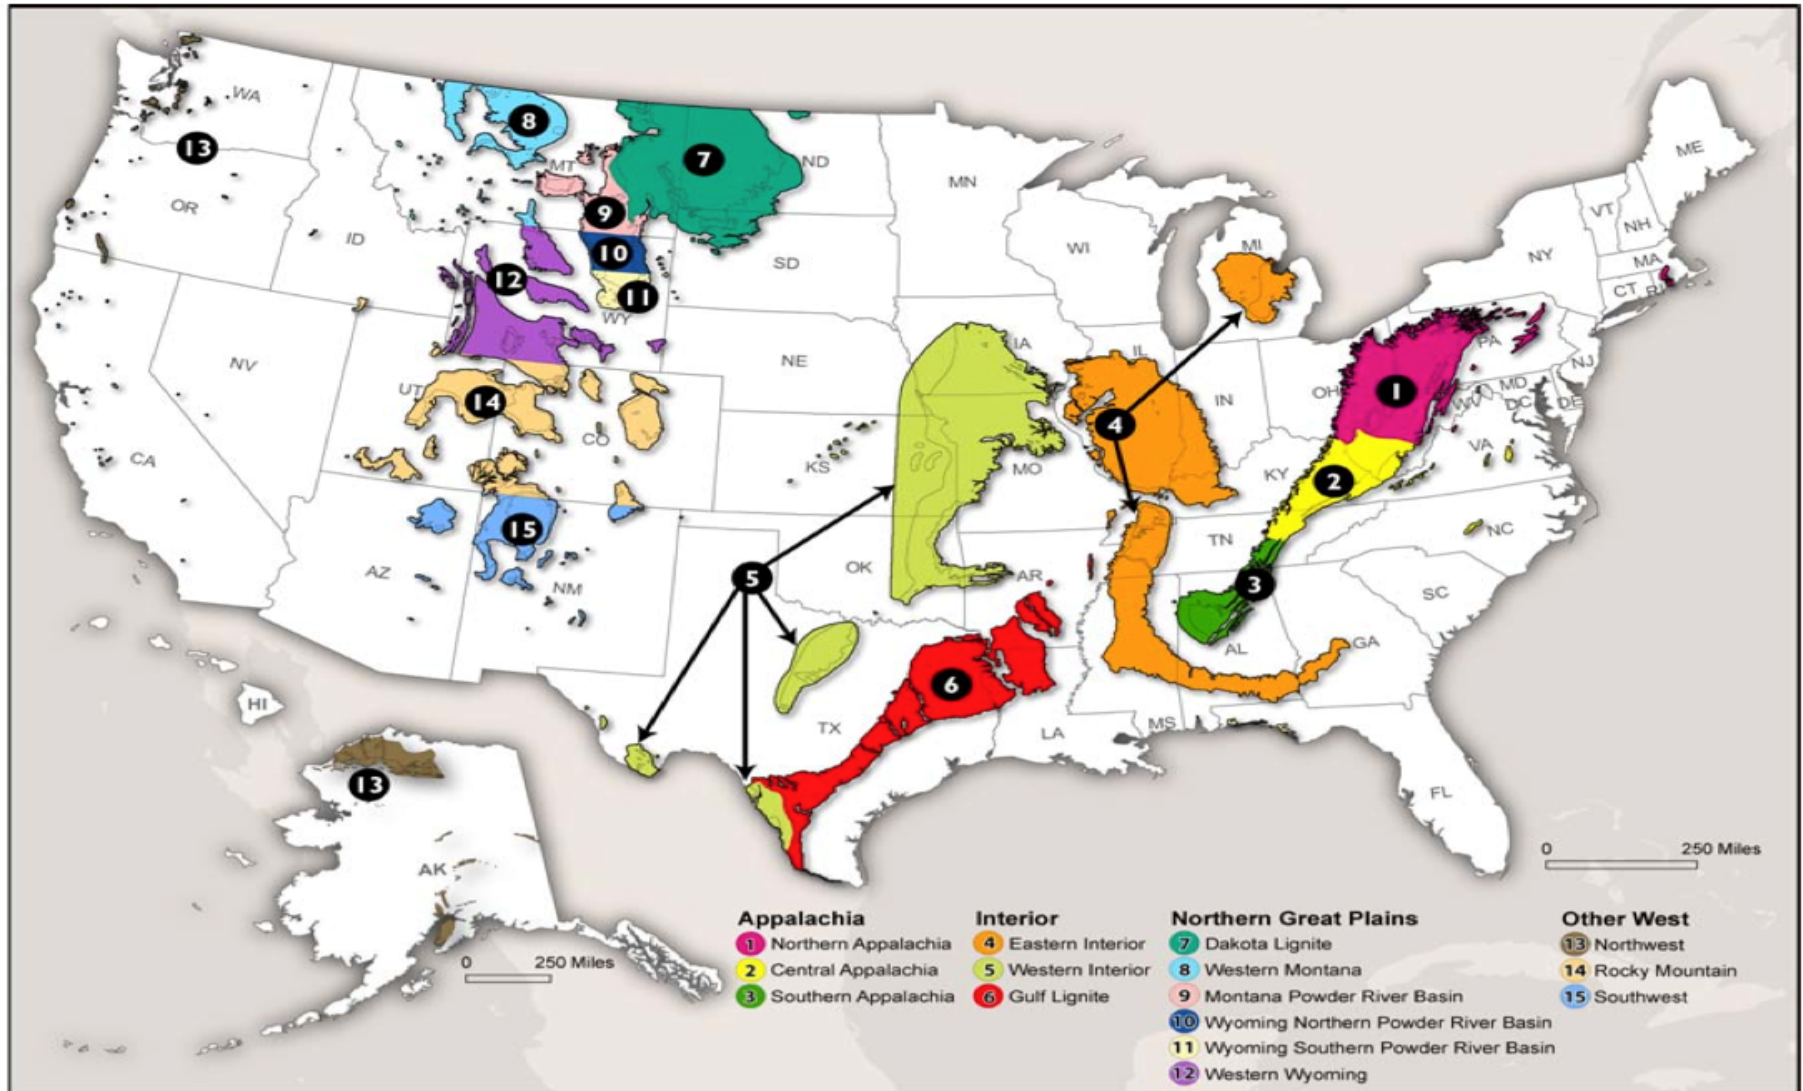 WA
8
7
13
MT
ND
ME
MN
OR
9
VT
NH
ID
10
WI
MI
NY
MA
SD
12
11
CT
RI
WY
IA
IL
PA
NV
NE
NJ
UT
14
OH
1
MD
IN
WV
DC
DE
CO
4
CA
KS
MO
KY
2
VA
15
NC
TN
AZ
5
OK
AR
NM
3
SC
AL
GA
6
HI
TX
MS
LA
13
FL
0 250 Miles
AK
0 250 Miles
Appalachia
1 Northern Appalachia
2 Central Appalachia
3 Southern Appalachia
Interior
4 Eastern Interior
5 Western Interior
6 Gulf Lignite
Northern Great Plains
7 Dakota Lignite
8 Western Montana
9 Montana Powder River Basin
10 Wyoming Northern Powder River Basin
11 Wyoming Southern Powder River Basin
12 Western Wyoming
Other West
13 Northwest
14 Rocky Mountain
15 Southwest